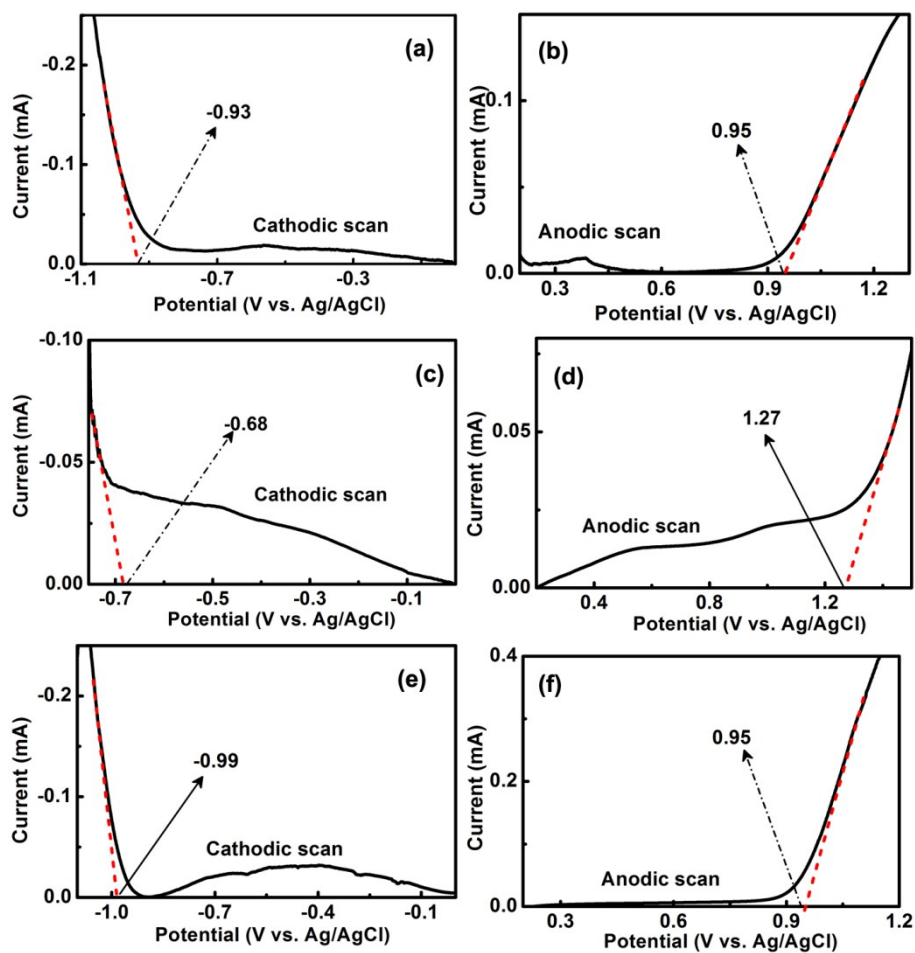 (a)
Current (mA)
-0.2
-0.1
0.0
-0.93
Cathodic scan
-1.1
-0.7
-0.3
Potential (V vs. Ag/AgCl)
(b)
Current (mA)
0.1
0.0
0.95
Anodic scan
0.3
0.6
0.9
1.2
Potential (V vs. Ag/AgCl)
(c)
Current (mA)
-0.10
-0.05
0.00
-0.68
Cathodic scan
-0.7
-0.5
-0.3
-0.1
Potential (V vs. Ag/AgCl)
(d)
Current (mA)
0.05
0.00
1.27
Anodic scan
0.4
0.8
1.2
Potential (V vs. Ag/AgCl)
(e)
Current (mA)
-0.2
-0.1
0.0
-0.99
Cathodic scan
-1.0
-0.7
-0.4
-0.1
Potential (V vs. Ag/AgCl)
(f)
Current (mA)
0.4
0.2
0.0
0.95
Anodic scan
0.3
0.6
0.9
1.2
Potential (V vs. Ag/AgCl)